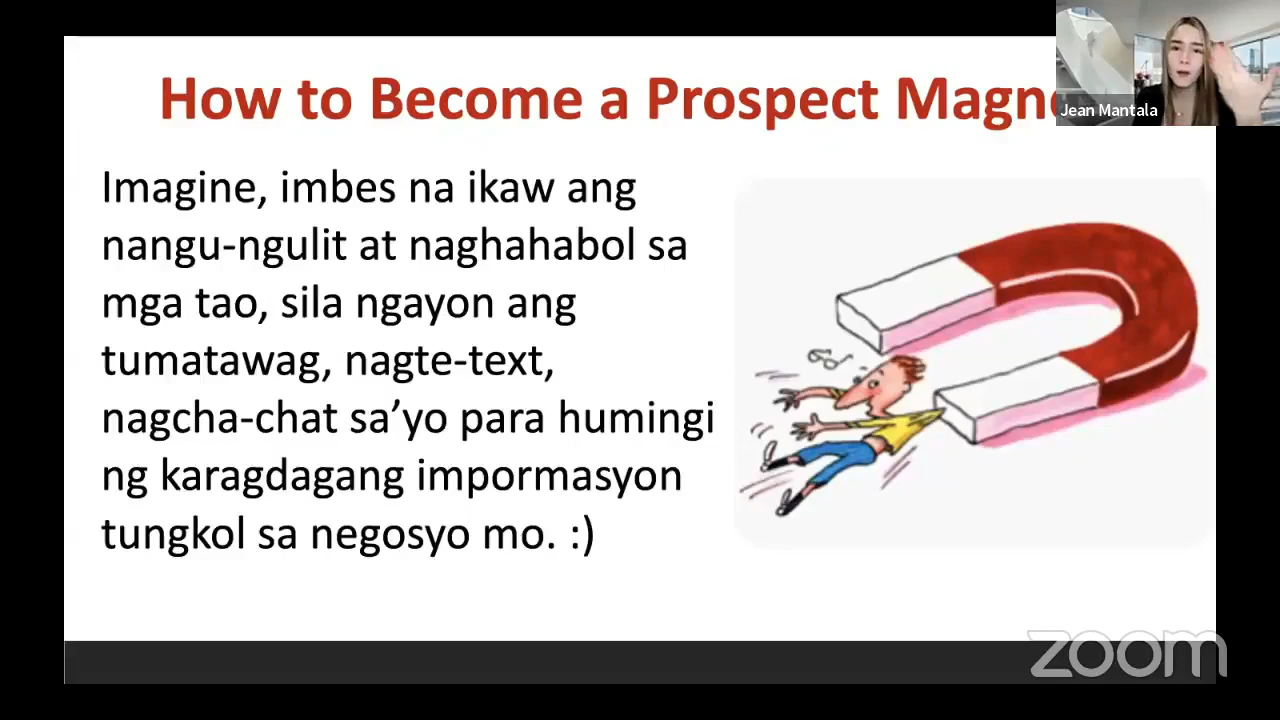 How to Become a Prospect Magn
Jean Mantala
Imagine, imbes na ikaw ang
nangu-ngulit at naghahabol sa
mga tao, sila ngayon ang
tumatawag, nagte-text,
nagcha-chat sa’yo para humingi
ng karagdagang impormasyon
tungkol sa negosyo mo. :)
zoom